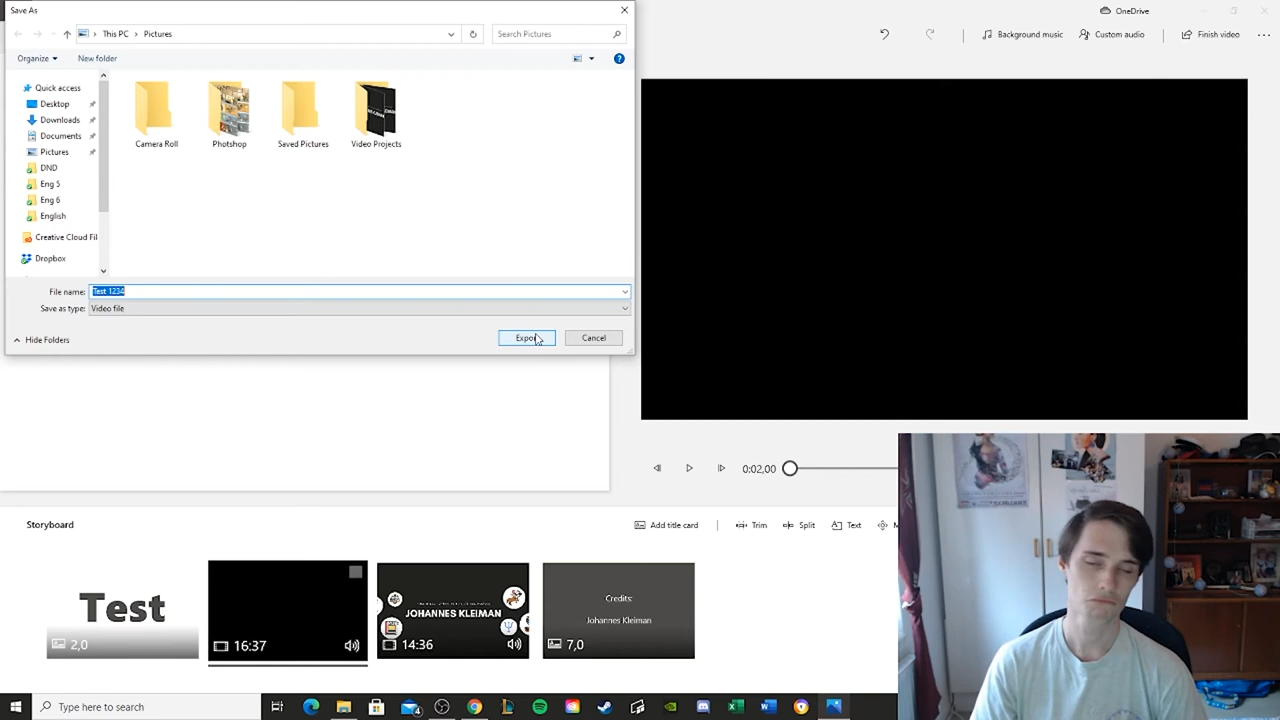 Save As
OneDrive
This PC
Pictures
Search Pictures
Background music
Custom audio
Finish video
Organize
New folder
Quick access
Desktop
Downloads
Documents
Pictures
DND
Eng 5
Eng 6
English
Creative Cloud Fil
Dropbox
Camera Roll
Photshop
Saved Pictures
Video Projects
File name:
Test 1234
Save as type:
Video file
Hide Folders
Cancel
0:02,00
Storyboard
Add title card
Trim
Split
Text
Test
2,0
16:37
JOHANNES KLEIMAN
14:36
Credits:
Johannes Kleiman
7,0
Type here to search